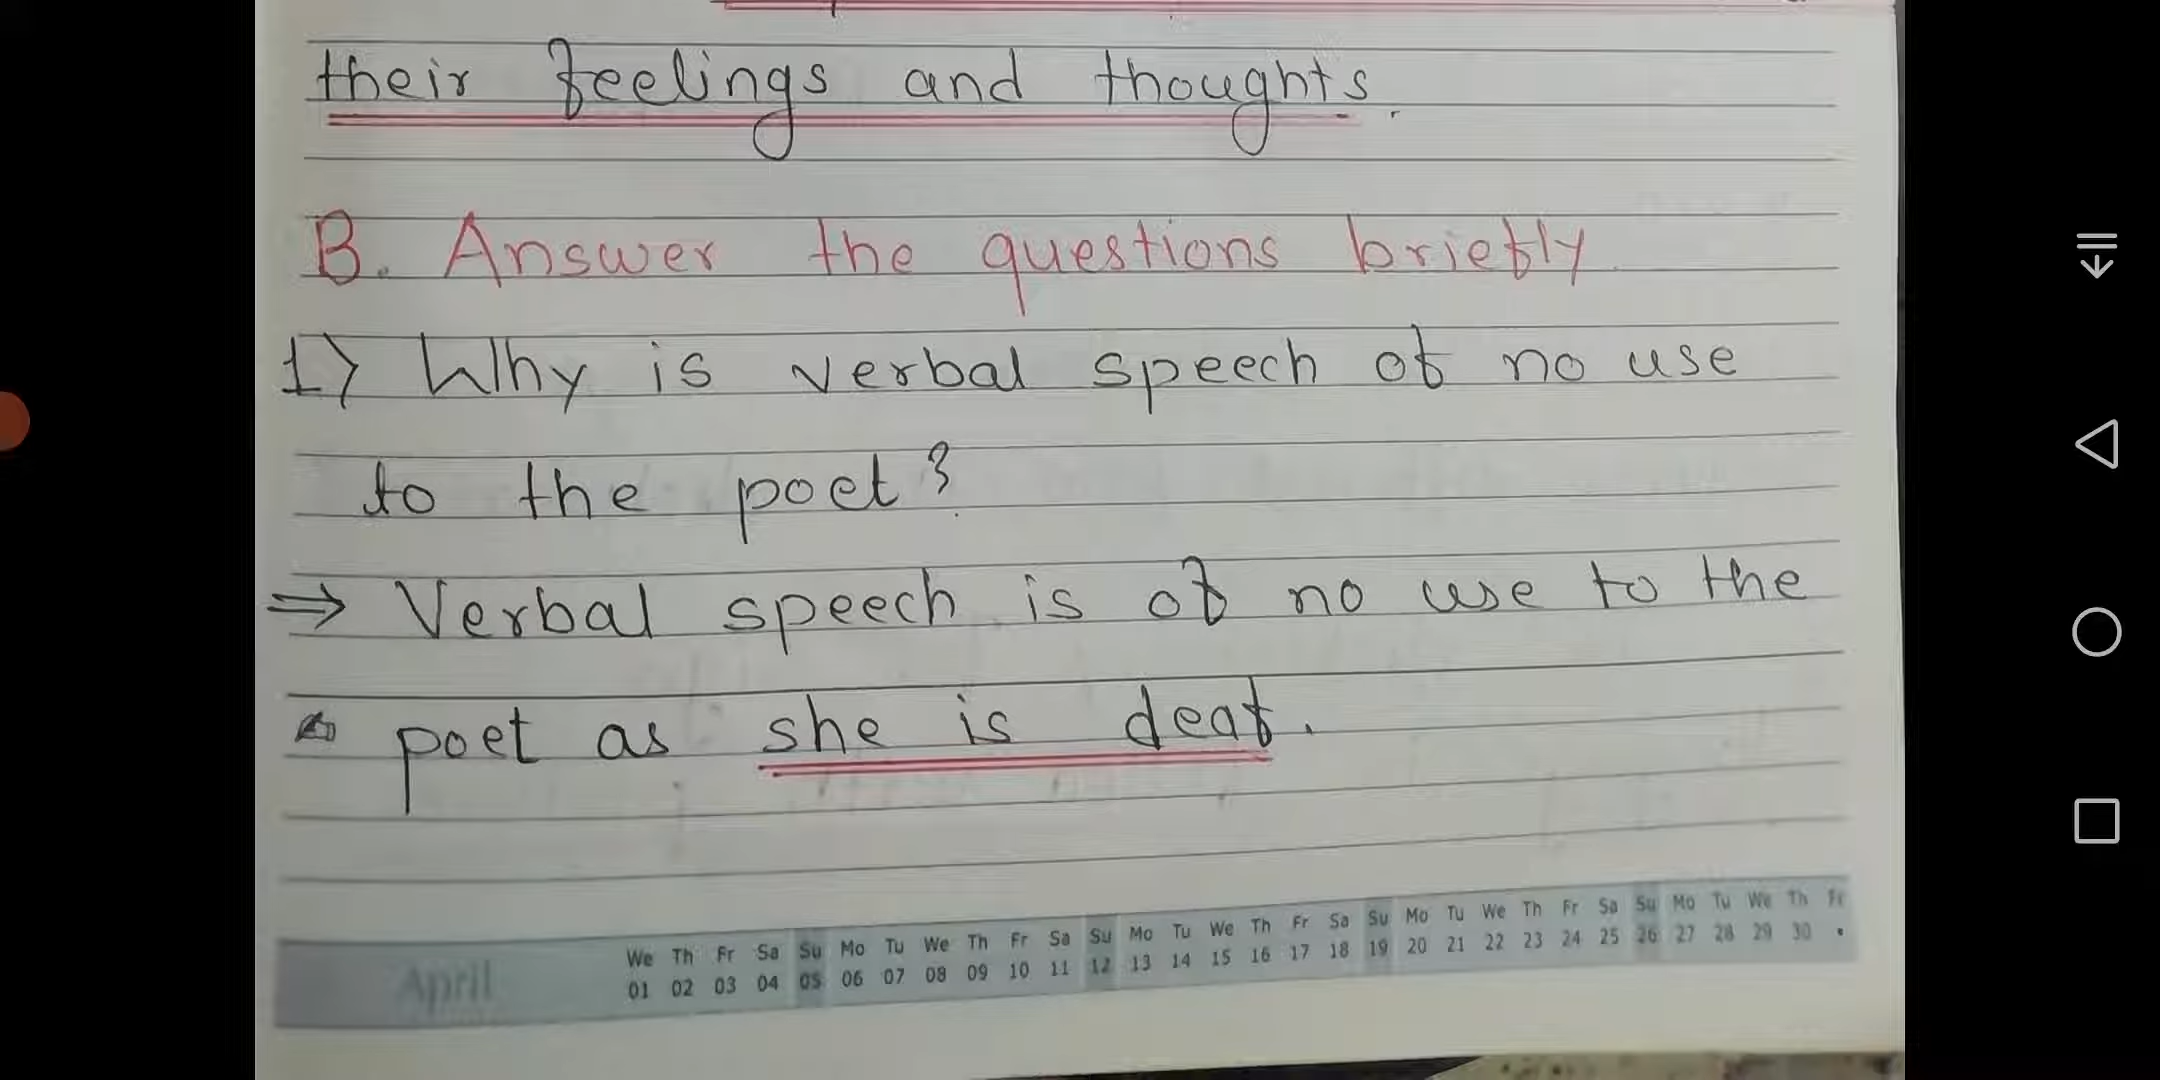 their feelings and thoughts.
B. Answer the questions briefly
1) Why is verbal speech of no use
to the poet?
⇒ Verbal speech is of no use to the
poet as she is deaf.
We Th Fr Sa Su Mo Tu We Th Fr Sa Su Mo Tu We Th Fr Sa Su Mo Tu We Th Fr Sa Su Mo Tu We Th Fr
April 01 02 03 04 05 06 07 08 09 10 11 12 13 14 15 16 17 18 19 20 21 22 23 24 25 26 27 28 29 30 •